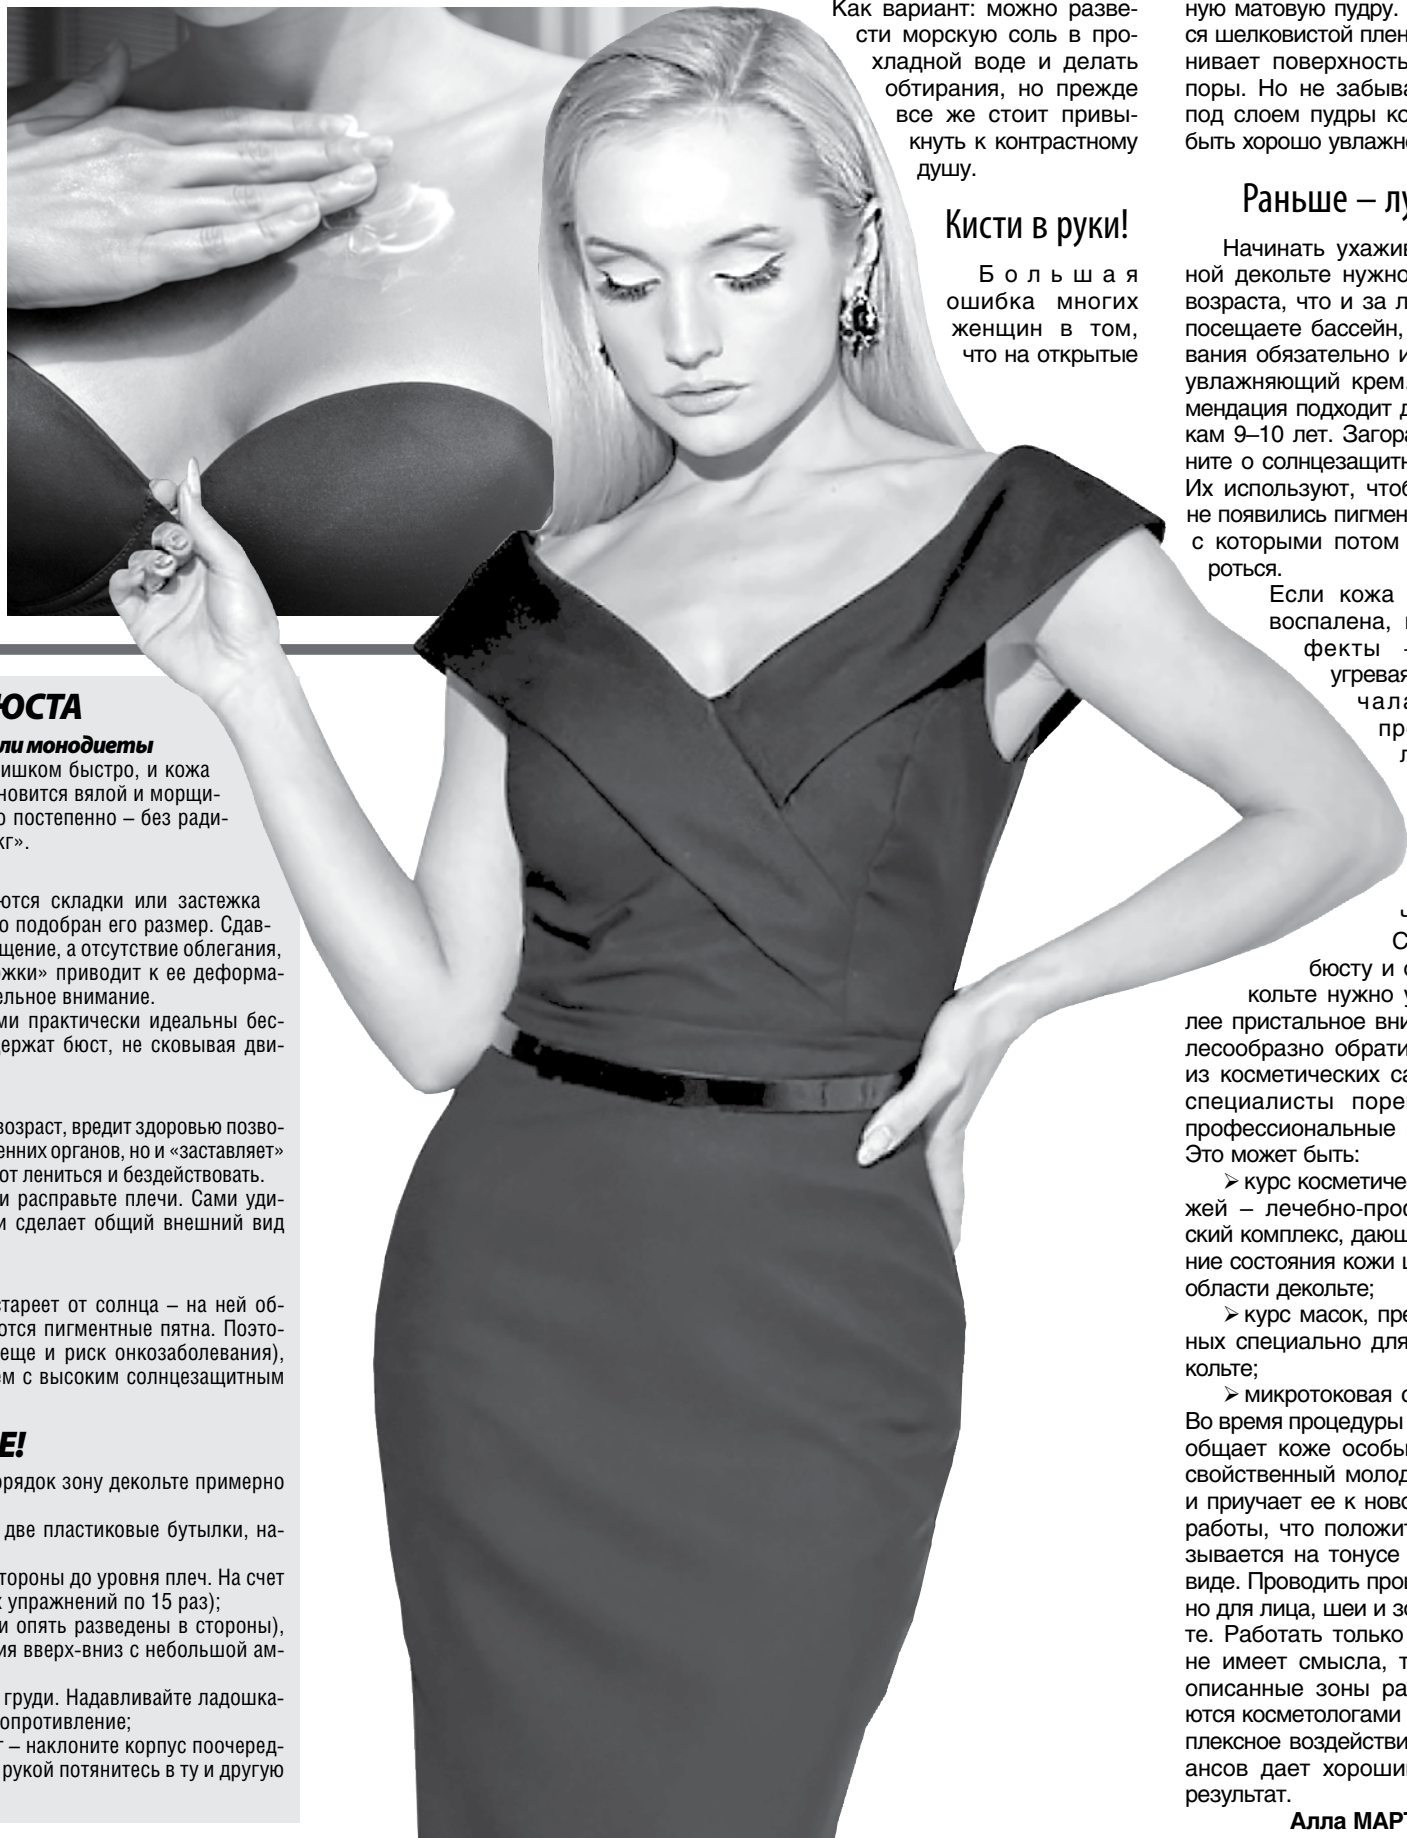 Как вариант: можно разве-
сти морскую соль в про-
хладной воде и делать
обтирания, но прежде
все же стоит привы-
кнуть к контрастному
душу.
Кисти в руки!
Большая
ошибка многих
женщин в том,
что на открытые
ную матовую пудру.
ся шелковистой плен
нивает поверхность
поры. Но не забыва
под слоем пудры ко
быть хорошо увлажн
Раньше – лу
Начинать ухажив
ной декольте нужно
возраста, что и за л
посещаете бассейн,
вания обязательно и
увлажняющий крем.
мендация подходит д
кам 9–10 лет. Загора
ните о солнцезащитн
Их используют, чтоб
не появились пигмен
с которыми потом
роться.
Если кожа
воспалена,
фекты –
угревая
чала
пр
л
ч
С
бюсту и
кольте нужно у
лее пристальное вни
лесообразно обрати
из косметических са
специалисты поре
профессиональные
Это может быть:
➢ курс косметиче
жей – лечебно-про
ский комплекс, дающ
ние состояния кожи ш
области декольте;
➢ курс масок, пре
ных специально для
кольте;
➢ микротоковая с
Во время процедуры
общает коже особы
свойственный молод
и приучает ее к ново
работы, что положит
зывается на тонусе
виде. Проводить про
но для лица, шеи и зо
те. Работать только
не имеет смысла, т
описанные зоны ра
ются косметологами
плексное воздействи
ансов дает хороши
результат.
Алла МАРТ
ЮСТА
ли монодиеты
ишком быстро, и кожа
новится вялой и морщи-
о постепенно – без ради-
кг».
ются складки или застежка
о подобран его размер. Сдав-
щение, а отсутствие облегания,
ржки» приводит к ее деформа-
ельное внимание.
ми практически идеальны бес-
держат бюст, не сковывая дви-
возраст, вредит здоровью позво-
енних органов, но и «заставляет»
от лениться и бездействовать.
и расправьте плечи. Сами уди-
и сделает общий внешний вид
стареет от солнца – на ней об-
ются пигментные пятна. Поэто-
еще и риск онкозаболевания),
ем с высоким солнцезащитным
Е!
орядок зону декольте примерно
две пластиковые бутылки, на-
тороны до уровня плеч. На счет
х упражнений по 15 раз);
и опять разведены в стороны),
ия вверх-вниз с небольшой ам-
груди. Надавливайте ладошка-
опротивление;
г – наклоните корпус поочеред-
рукой потянитесь в ту и другую